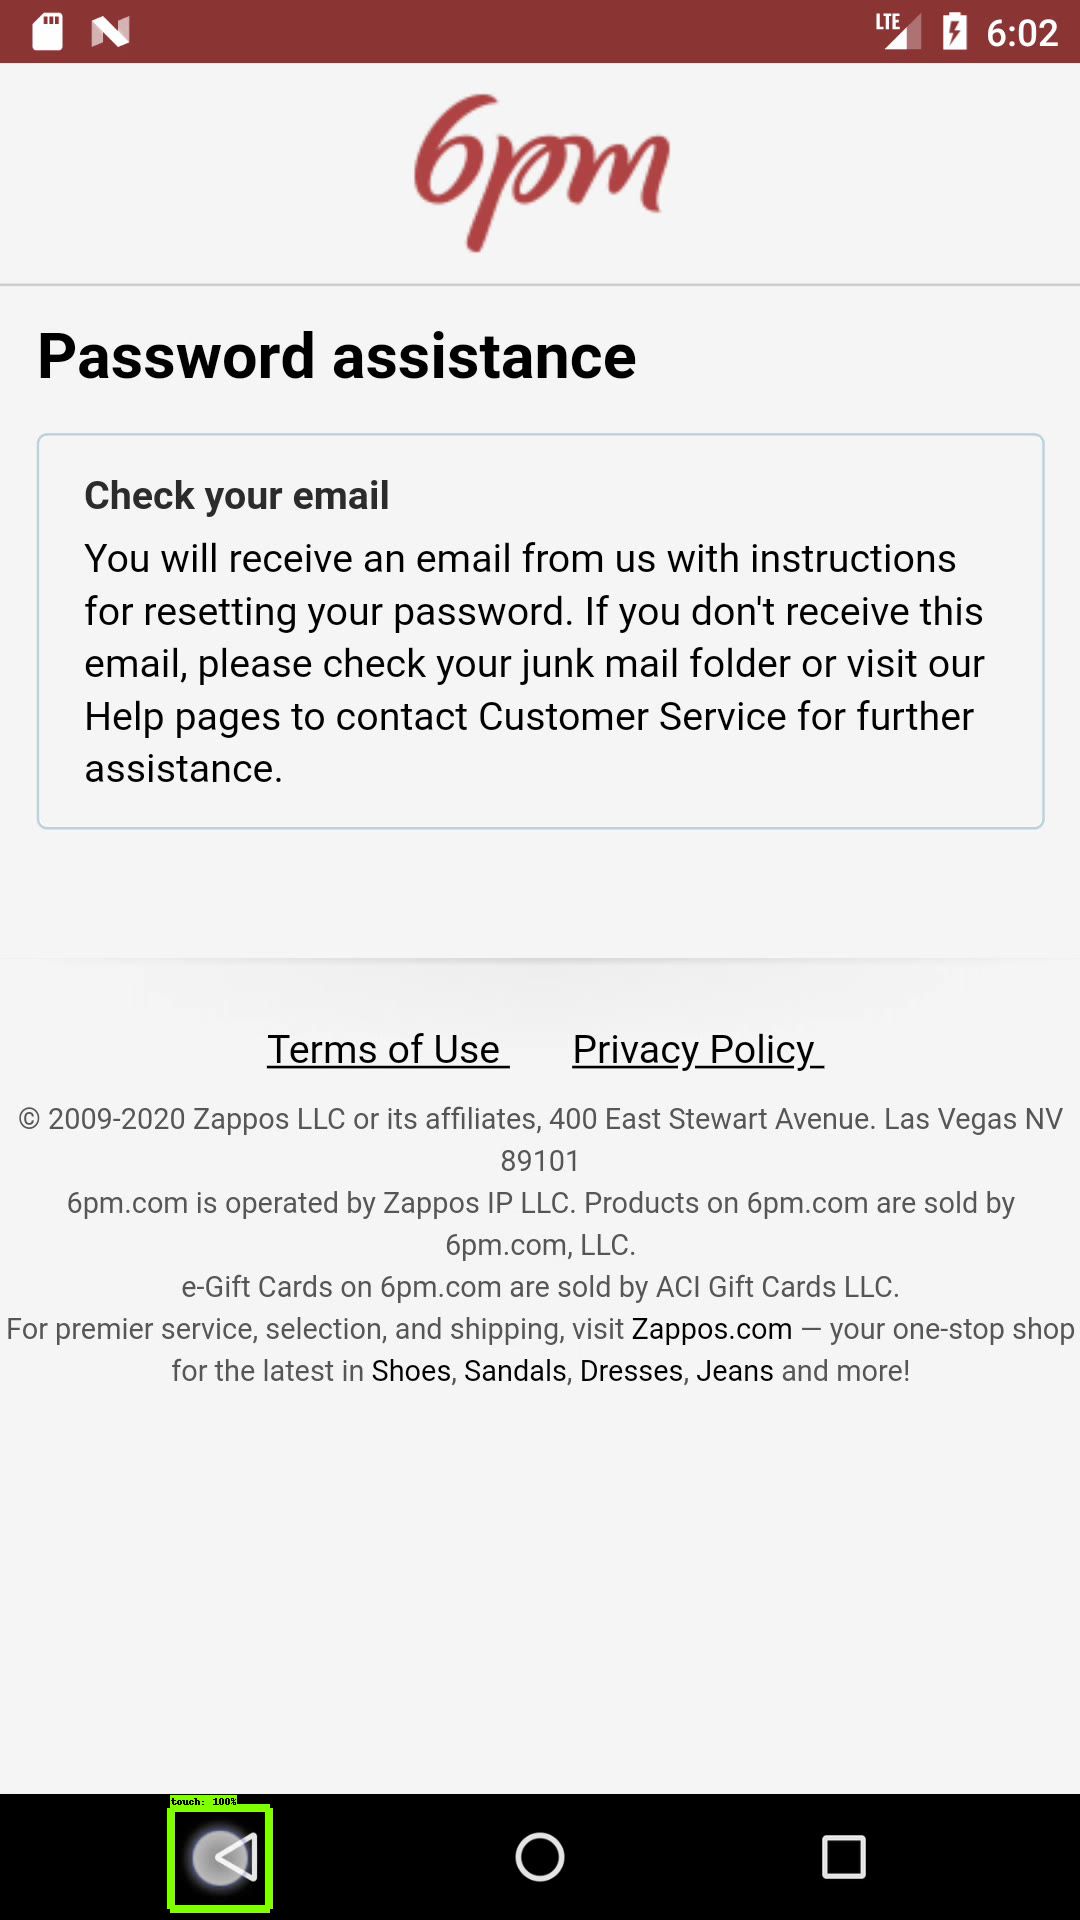 LTE 6:02
6pm
Password assistance
Check your email
You will receive an email from us with instructions
for resetting your password. If you don't receive this
email, please check your junk mail folder or visit our
Help pages to contact Customer Service for further
assistance.
Terms of Use Privacy Policy
© 2009-2020 Zappos LLC or its affiliates, 400 East Stewart Avenue. Las Vegas NV
89101
6pm.com is operated by Zappos IP LLC. Products on 6pm.com are sold by
6pm.com, LLC.
e-Gift Cards on 6pm.com are sold by ACI Gift Cards LLC.
For premier service, selection, and shipping, visit Zappos.com — your one-stop shop
for the latest in Shoes, Sandals, Dresses, Jeans and more!
touch: 100%